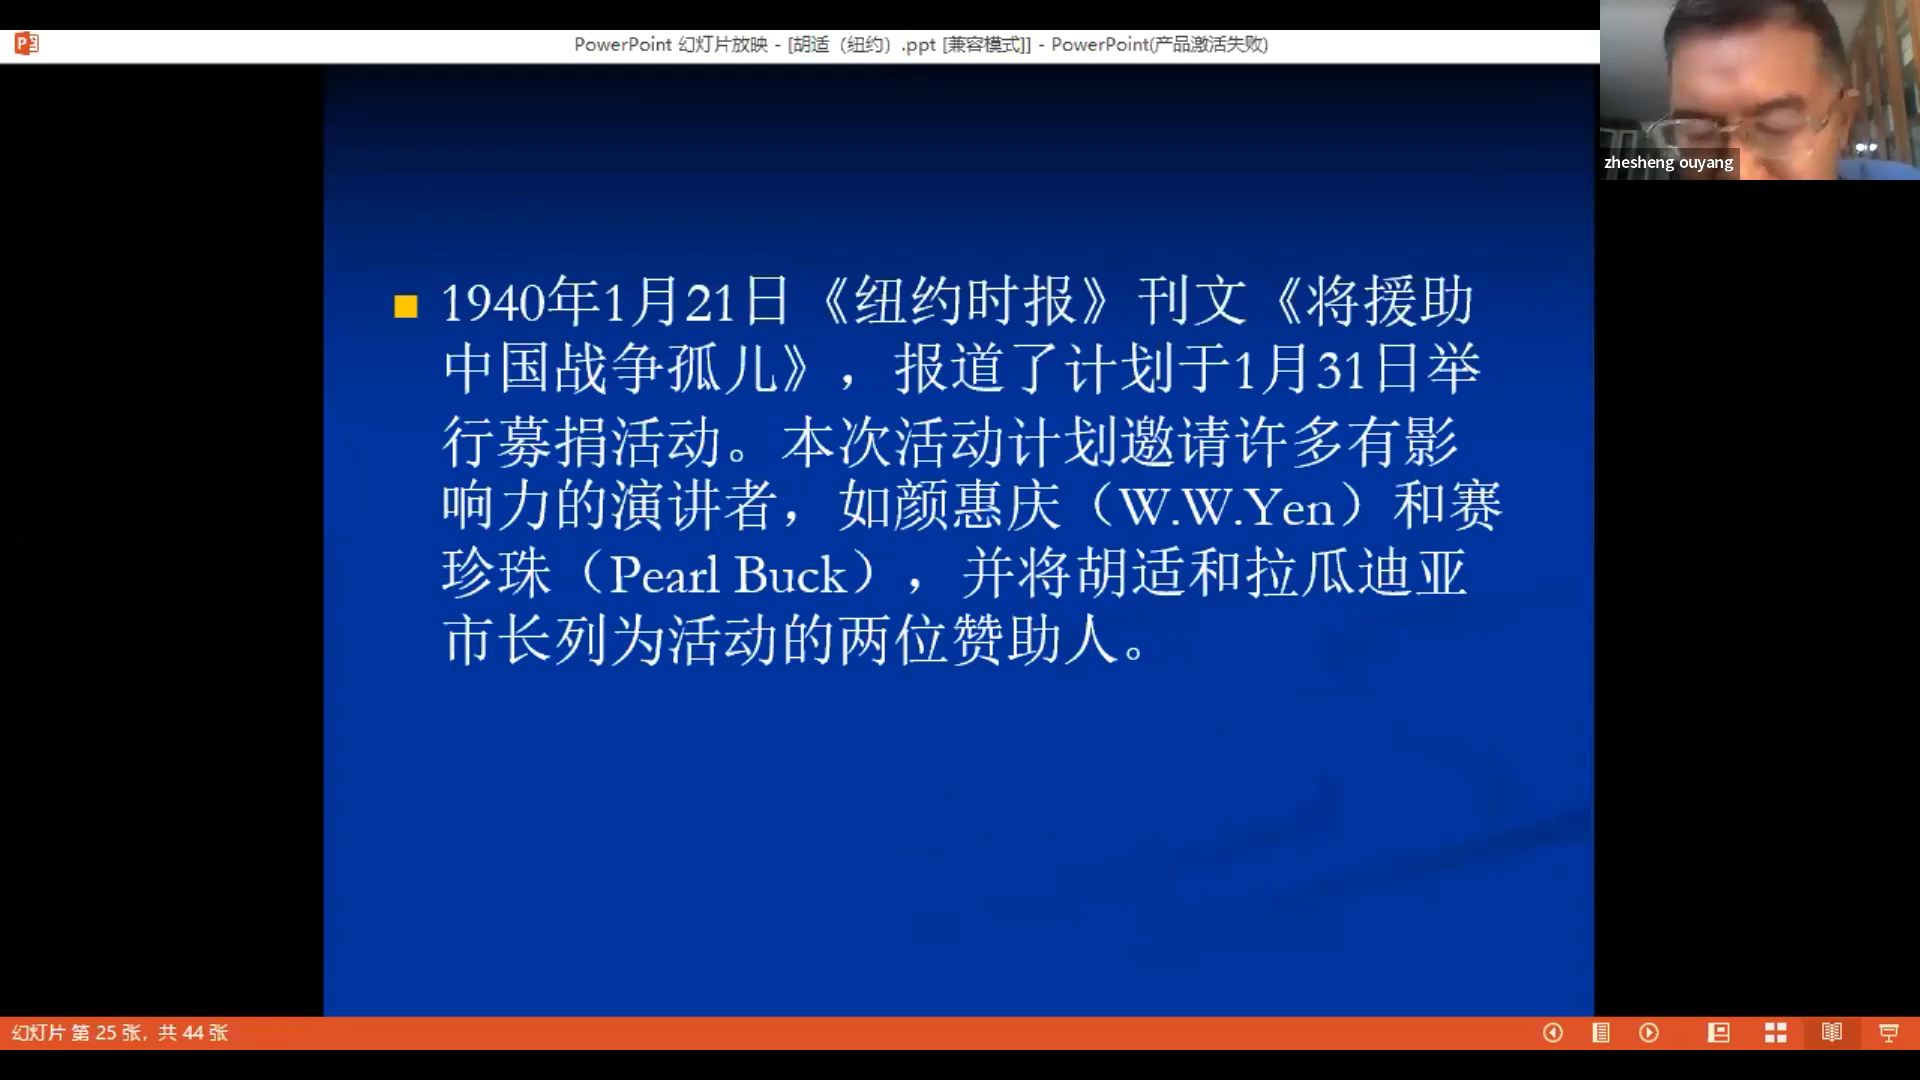 PowerPoint 幻灯片放映 - [胡适（纽约）.ppt [兼容模式]] - PowerPoint(产品激活失败)
zhesheng ouyang
1940年1月21日《纽约时报》刊文《将援助
中国战争孤儿》，报道了计划于1月31日举
行募捐活动。本次活动计划邀请许多有影
响力的演讲者，如颜惠庆（W.W.Yen）和赛
珍珠（Pearl Buck），并将胡适和拉瓜迪亚
市长列为活动的两位赞助人。
幻灯片 第 25 张，共 44 张